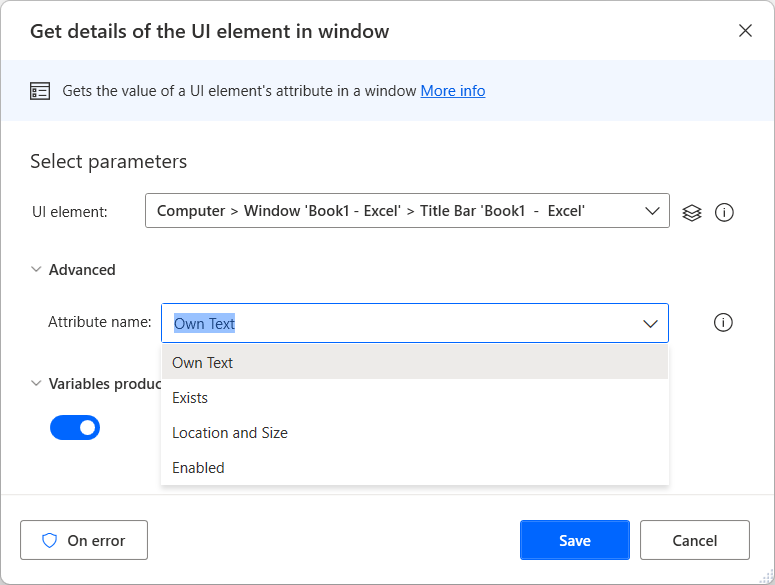 Get details of the UI element in window
Gets the value of a UI element's attribute in a window More info
Select parameters
UI element: Computer > Window 'Book1 - Excel' > Title Bar 'Book1 - Excel'
Advanced
Attribute name: Own Text
Own Text
Exists
Location and Size
Enabled
Variables produc
On error Save Cancel